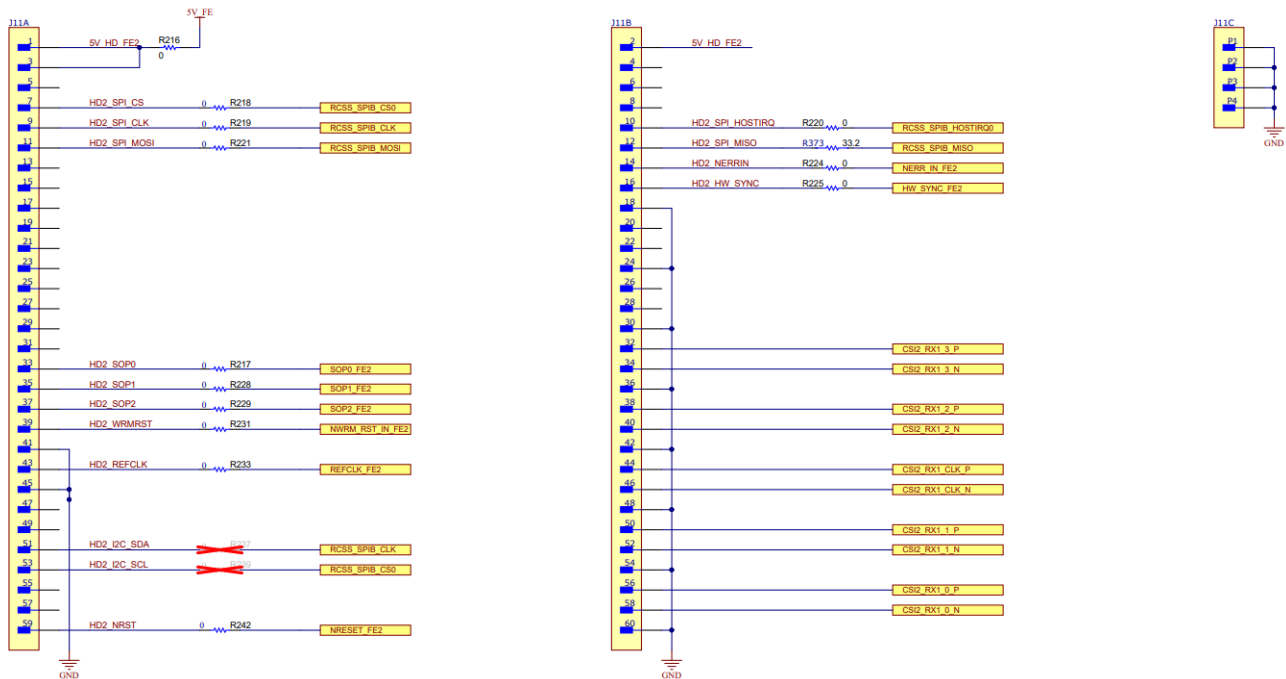 5V_FE
J11A
1 5V_HD_FE2 R216
0
3
5
7 HD2_SPI_CS 0 R218 RCSS_SPIB_CS0
9 HD2_SPI_CLK 0 R219 RCSS_SPIB_CLK
11 HD2_SPI_MOSI 0 R221 RCSS_SPIB_MOSI
13
15
17
19
21
23
25
27
29
31
33 HD2_SOP0 0 R217 SOP0_FE2
35 HD2_SOP1 0 R228 SOP1_FE2
37 HD2_SOP2 0 R229 SOP2_FE2
39 HD2_WRMRST 0 R231 NWRM_RST_IN_FE2
41
43 HD2_REFCLK 0 R233 REFCLK_FE2
45
47
49
51 HD2_I2C_SDA RCSS_SPIB_CLK
53 HD2_I2C_SCL RCSS_SPIB_CS0
55
57
59 HD2_NRST 0 R242 NRESET_FE2
GND
J11B
2 5V_HD_FE2
4
6
8
10 HD2_SPI_HOSTIRQ R220 0 RCSS_SPIB_HOSTIRQ0
12 HD2_SPI_MISO R373 33.2 RCSS_SPIB_MISO
14 HD2_NERRIN R224 0 NERR_IN_FE2
16 HD2_HW_SYNC R225 0 HW_SYNC_FE2
18
20
22
24
26
28
30
32 CSI2_RX1_3_P
34 CSI2_RX1_3_N
36
38 CSI2_RX1_2_P
40 CSI2_RX1_2_N
42
44 CSI2_RX1_CLK_P
46 CSI2_RX1_CLK_N
48
50 CSI2_RX1_1_P
52 CSI2_RX1_1_N
54
56 CSI2_RX1_0_P
58 CSI2_RX1_0_N
60
GND
J11C
P1
P2
P3
P4
GND